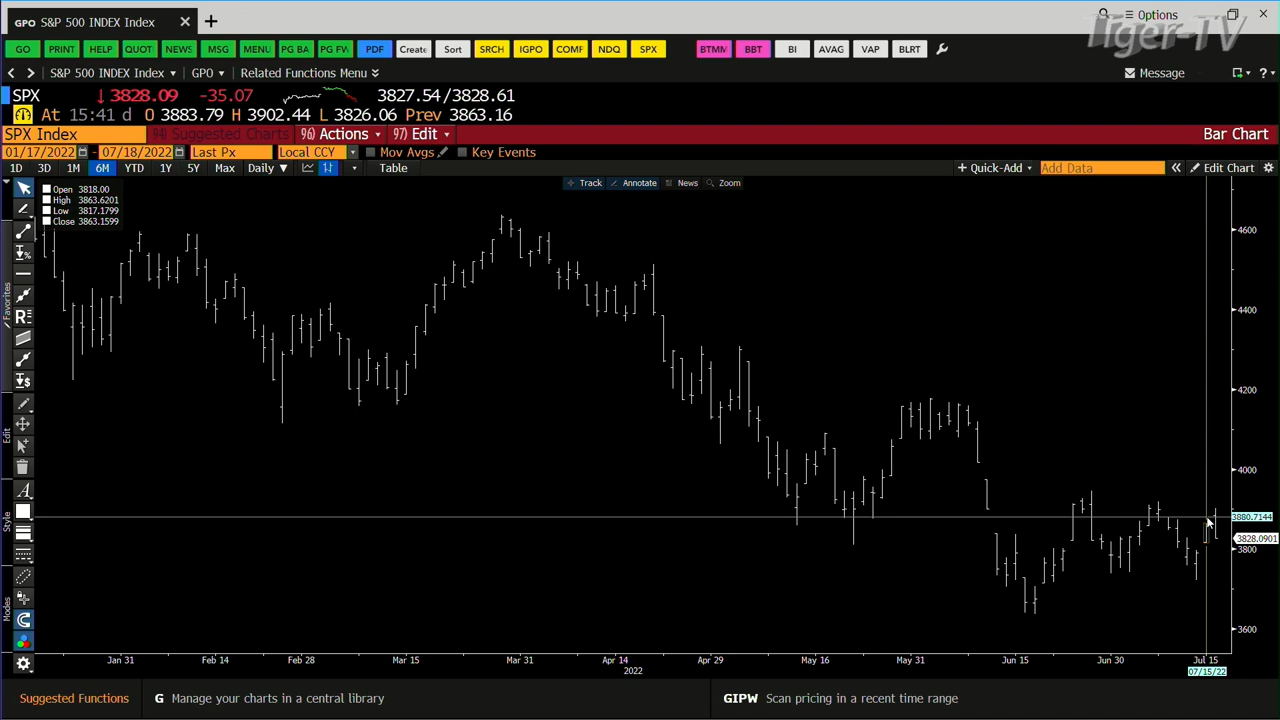 GPO S&P 500 INDEX Index
Options
Tiger-TV
GO PRINT HELP QUOT NEWS MSG MENU PG BA PG FW PDF Create Sort SRCH IGPO COMF NDQ SPX BTMM BBT BI AVAG VAP BLRT
S&P 500 INDEX Index GPO Related Functions Menu Message
SPX 3828.09 -35.07 3827.54/3828.61
At 15:41 d O 3883.79 H 3902.44 L 3826.06 Prev 3863.16
SPX Index 94) Suggested Charts 96) Actions 97) Edit Bar Chart
01/17/2022 - 07/18/2022 Last Px Local CCY Mov Avgs Key Events
1D 3D 1M 6M YTD 1Y 5Y Max Daily Table + Quick-Add Add Data Edit Chart
Track Annotate News Zoom
Open 3818.00
High 3863.6201
Low 3817.1799
Close 3863.1599
Favorites
Edit
Style
Modes
4600
4400
4200
4000
3880.7144
3828.0901
3800
3600
Jan 31 Feb 14 Feb 28 Mar 15 Mar 31 Apr 14 Apr 29 May 16 May 31 Jun 15 Jun 30 Jul 15
2022
07/15/22
Suggested Functions G Manage your charts in a central library GIPW Scan pricing in a recent time range